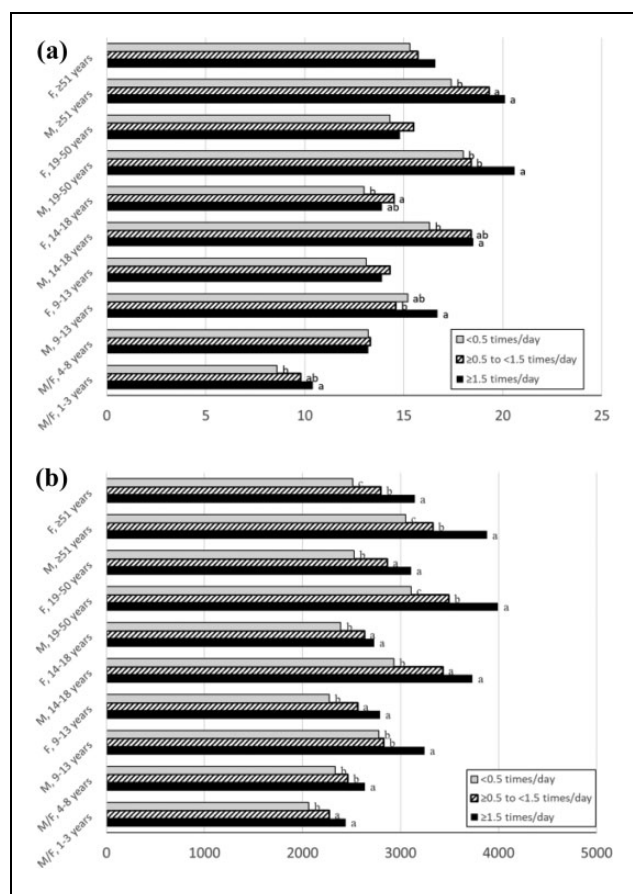 (a)
F, ≥51 years
b
M, ≥51 years
a
a
F, 19-50 years
b
M, 19-50 years
b
a
b
F, 14-18 years
a
ab
b
M, 14-18 years
ab
a
F, 9-13 years
ab
M, 9-13 years
b
a
M/F, 4-8 years
b
M/F, 1-3 years
ab
a
<0.5 times/day
≥0.5 to <1.5 times/day
≥1.5 times/day
0 5 10 15 20 25
(b)
c
F, ≥51 years
b
a
c
M, ≥51 years
b
a
b
F, 19-50 years
a
a
c
M, 19-50 years
b
a
b
F, 14-18 years
a
a
b
M, 14-18 years
a
a
b
F, 9-13 years
a
a
b
M, 9-13 years
b
a
b
M/F, 4-8 years
b
a
b
M/F, 1-3 years
a
a
<0.5 times/day
≥0.5 to <1.5 times/day
≥1.5 times/day
0 1000 2000 3000 4000 5000